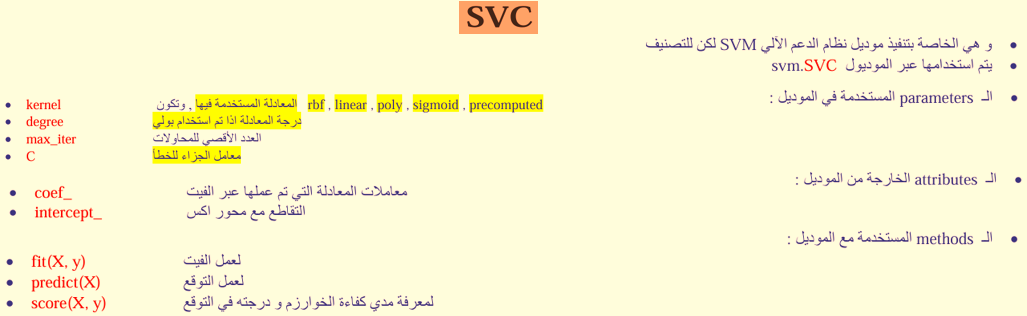 SVC
و هي الخاصة بتنفيذ موديل نظام الدعم الآلي SVM لكن للتصنيف
يتم استخدامها عبر الموديول svm.SVC
الـ parameters المستخدمة في الموديل :
kernel المعادلة المستخدمة فيها , وتكون rbf , linear , poly , sigmoid , precomputed
degree درجة المعادلة اذا تم استخدام بولي
max_iter العدد الأقصي للمحاولات
C معامل الجزاء للخطأ
الـ attributes الخارجة من الموديل :
coef_ معاملات المعادلة التي تم عملها عبر الفيت
intercept_ التقاطع مع محور اكس
الـ methods المستخدمة مع الموديل :
fit(X, y) لعمل الفيت
predict(X) لعمل التوقع
score(X, y) لمعرفة مدي كفاءة الخوارزم و درجته في التوقع